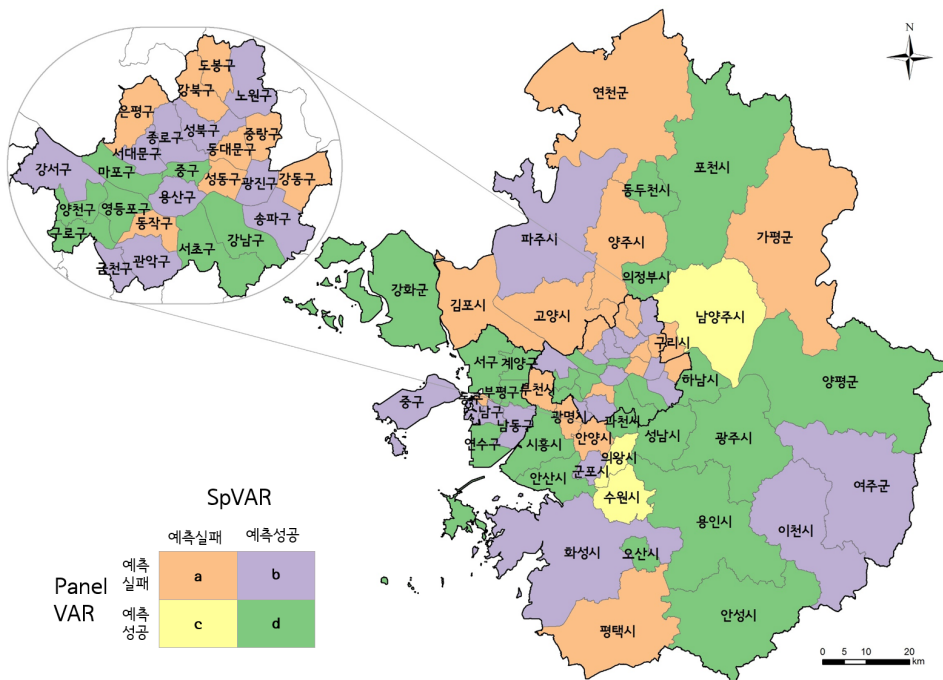 도봉구
강북구
노원구
은평구
성북구
중랑구
종로구
동대문구
서대문구
강서구
마포구
중구
성동구
광진구
강동구
용산구
양천구
영등포구
송파구
동작구
강남구
구로구
서초구
금천구
관악구
N
연천군
포천시
동두천시
파주시
양주시
가평군
의정부시
강화군
김포시
고양시
남양주시
구리시
서구
계양구
하남시
양평군
부평구
부천시
중구
동구
남구
남동구
광명시
과천시
연수구
시흥시
안양시
성남시
광주시
의왕시
안산시
군포시
수원시
여주군
용인시
이천시
화성시
오산시
안성시
평택시
SpVAR
예측실패 예측성공
Panel
VAR
예측
실패
a b
예측
성공
c d
0 5 10 20
km